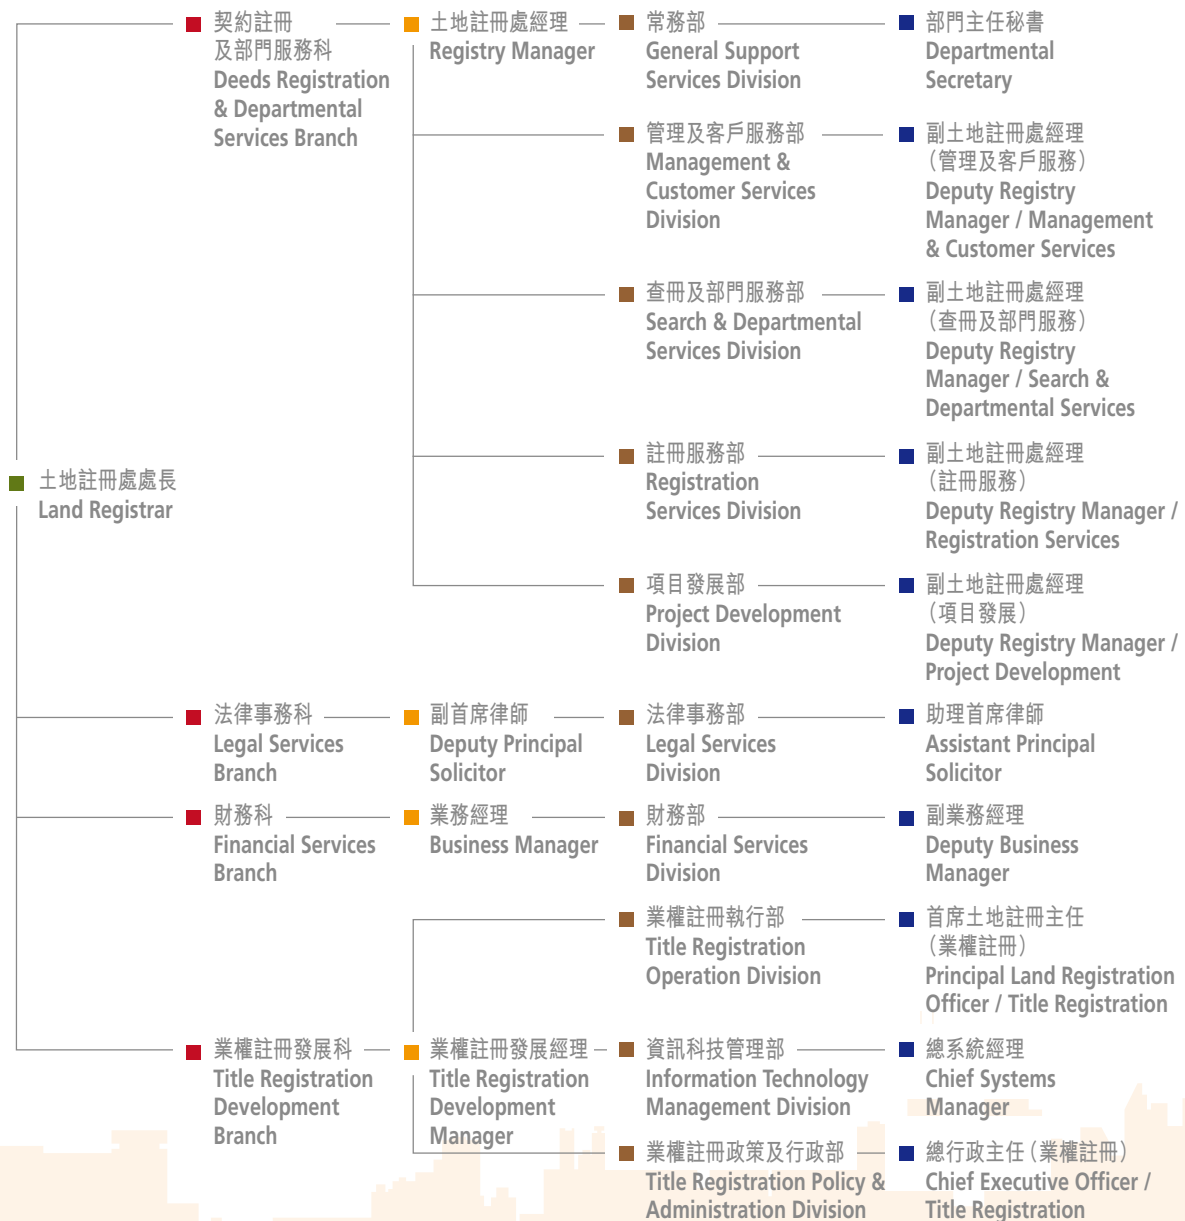 契約註冊
及部門服務科
Deeds Registration
& Departmental
Services Branch
土地註冊處經理
Registry Manager
常務部
General Support
Services Division
部門主任秘書
Departmental
Secretary
管理及客戶服務部
Management &
Customer Services
Division
副土地註冊處經理
（管理及客戶服務）
Deputy Registry
Manager / Management
& Customer Services
查冊及部門服務部
Search & Departmental
Services Division
副土地註冊處經理
（查冊及部門服務）
Deputy Registry
Manager / Search &
Departmental Services
土地註冊處處長
Land Registrar
註冊服務部
Registration
Services Division
副土地註冊處經理
（註冊服務）
Deputy Registry Manager /
Registration Services
項目發展部
Project Development
Division
副土地註冊處經理
（項目發展）
Deputy Registry Manager /
Project Development
法律事務科
Legal Services
Branch
副首席律師
Deputy Principal
Solicitor
法律事務部
Legal Services
Division
助理首席律師
Assistant Principal
Solicitor
財務科
Financial Services
Branch
業務經理
Business Manager
財務部
Financial Services
Division
副業務經理
Deputy Business
Manager
業權註冊執行部
Title Registration
Operation Division
首席土地註冊主任
（業權註冊）
Principal Land Registration
Officer / Title Registration
業權註冊發展科
Title Registration
Development
Branch
業權註冊發展經理
Title Registration
Development
Manager
資訊科技管理部
Information Technology
Management Division
總系統經理
Chief Systems
Manager
業權註冊政策及行政部
Title Registration Policy &
Administration Division
總行政主任（業權註冊）
Chief Executive Officer /
Title Registration